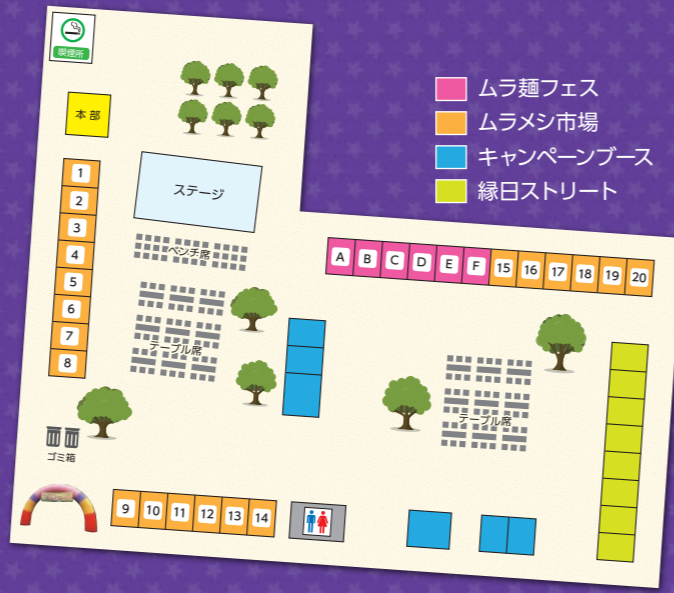 喫煙所
本部
ムラ麺フェス
ムラメシ市場
キャンペーンブース
縁日ストリート
ステージ
1
2
3
4
5
6
7
8
ベンチ席
A B C D E F 15 16 17 18 19 20
テーブル席
テーブル席
ゴミ箱
9 10 11 12 13 14